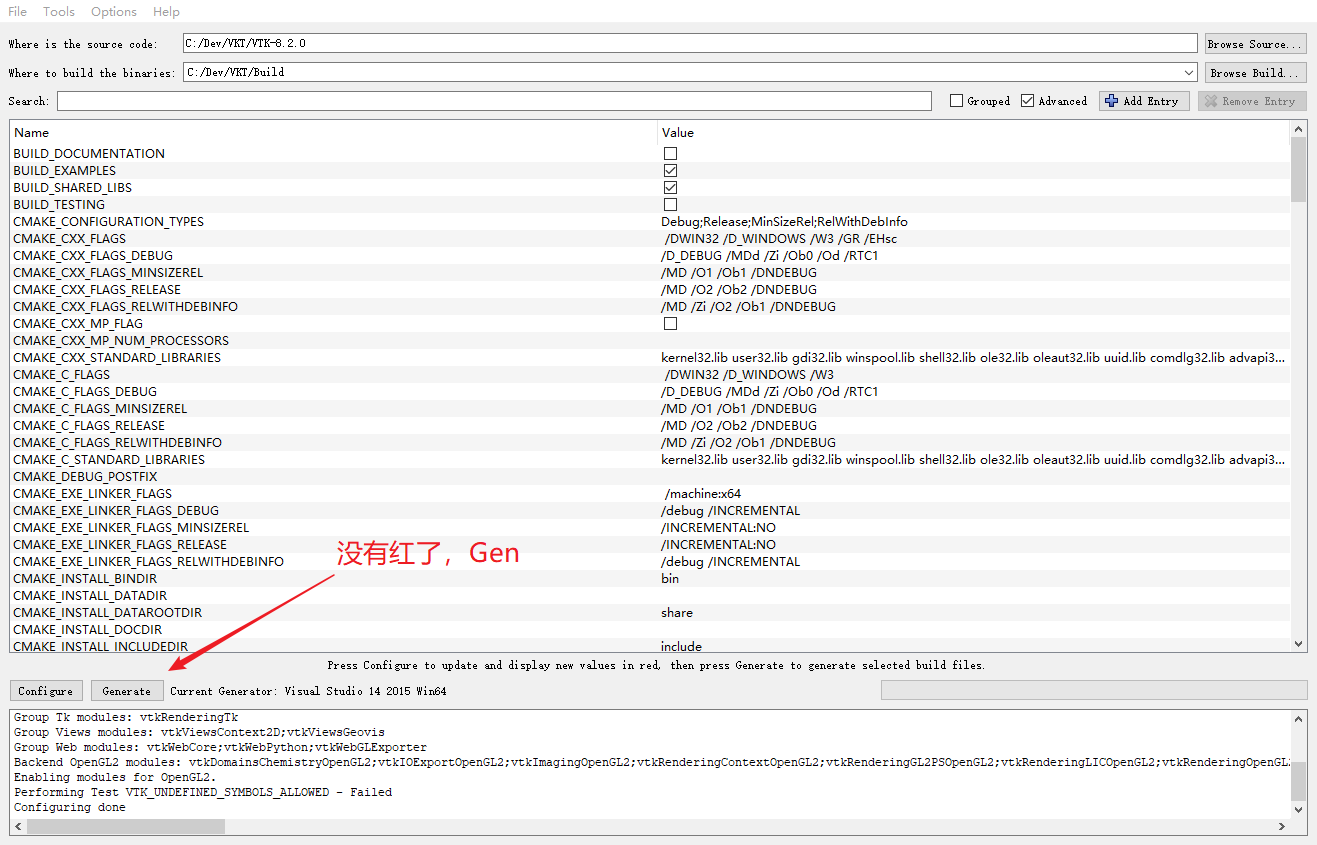 File Tools Options Help
Where is the source code: C:/Dev/VKT/VTK-8.2.0 Browse Source...
Where to build the binaries: C:/Dev/VKT/Build Browse Build...
Search: Grouped Advanced Add Entry Remove Entry
Name Value
BUILD_DOCUMENTATION
BUILD_EXAMPLES
BUILD_SHARED_LIBS
BUILD_TESTING
CMAKE_CONFIGURATION_TYPES Debug;Release;MinSizeRel;RelWithDebInfo
CMAKE_CXX_FLAGS /DWIN32 /D_WINDOWS /W3 /GR /EHsc
CMAKE_CXX_FLAGS_DEBUG /D_DEBUG /MDd /Zi /Ob0 /Od /RTC1
CMAKE_CXX_FLAGS_MINSIZEREL /MD /O1 /Ob1 /DNDEBUG
CMAKE_CXX_FLAGS_RELEASE /MD /O2 /Ob2 /DNDEBUG
CMAKE_CXX_FLAGS_RELWITHDEBINFO /MD /Zi /O2 /Ob1 /DNDEBUG
CMAKE_CXX_MP_FLAG
CMAKE_CXX_MP_NUM_PROCESSORS
CMAKE_CXX_STANDARD_LIBRARIES kernel32.lib user32.lib gdi32.lib winspool.lib shell32.lib ole32.lib oleaut32.lib uuid.lib comdlg32.lib advapi3...
CMAKE_C_FLAGS /DWIN32 /D_WINDOWS /W3
CMAKE_C_FLAGS_DEBUG /D_DEBUG /MDd /Zi /Ob0 /Od /RTC1
CMAKE_C_FLAGS_MINSIZEREL /MD /O1 /Ob1 /DNDEBUG
CMAKE_C_FLAGS_RELEASE /MD /O2 /Ob2 /DNDEBUG
CMAKE_C_FLAGS_RELWITHDEBINFO /MD /Zi /O2 /Ob1 /DNDEBUG
CMAKE_C_STANDARD_LIBRARIES kernel32.lib user32.lib gdi32.lib winspool.lib shell32.lib ole32.lib oleaut32.lib uuid.lib comdlg32.lib advapi3...
CMAKE_DEBUG_POSTFIX
CMAKE_EXE_LINKER_FLAGS /machine:x64
CMAKE_EXE_LINKER_FLAGS_DEBUG /debug /INCREMENTAL
CMAKE_EXE_LINKER_FLAGS_MINSIZEREL /INCREMENTAL:NO
CMAKE_EXE_LINKER_FLAGS_RELEASE /INCREMENTAL:NO
CMAKE_EXE_LINKER_FLAGS_RELWITHDEBINFO /debug /INCREMENTAL
没有红了，Gen
CMAKE_INSTALL_BINDIR bin
CMAKE_INSTALL_DATADIR
CMAKE_INSTALL_DATAROOTDIR share
CMAKE_INSTALL_DOCDIR
CMAKE_INSTALL_INCLUDEDIR include
Press Configure to update and display new values in red, then press Generate to generate selected build files.
Configure Generate Current Generator: Visual Studio 14 2015 Win64
Group Tk modules: vtkRenderingTk
Group Views modules: vtkViewsContext2D;vtkViewsGeovis
Group Web modules: vtkWebCore;vtkWebPython;vtkWebGLExporter
Backend OpenGL2 modules: vtkDomainsChemistryOpenGL2;vtkIOExportOpenGL2;vtkImagingOpenGL2;vtkRenderingContextOpenGL2;vtkRenderingGL2PSOpenGL2;vtkRenderingLICOpenGL2;vtkRenderingOpenGL2
Enabling modules for OpenGL2.
Performing Test VTK_UNDEFINED_SYMBOLS_ALLOWED - Failed
Configuring done